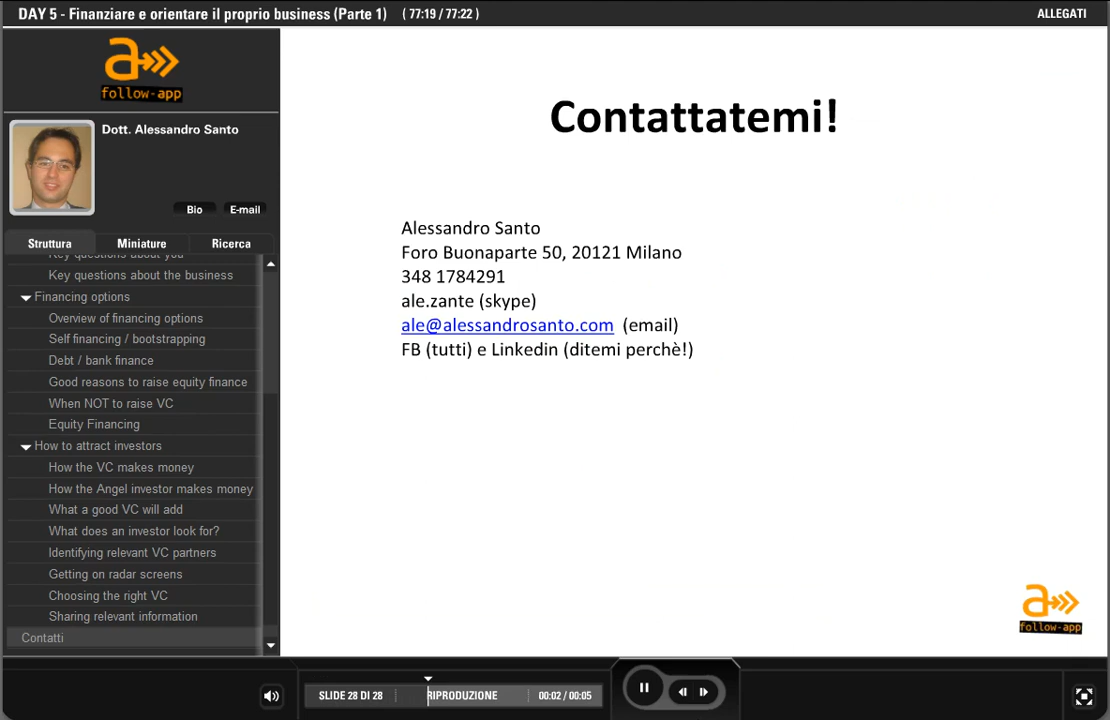 DAY 5 - Finanziare e orientare il proprio business (Parte 1) ( 77:19 / 77:22 )
ALLEGATI
a
follow-app
Dott. Alessandro Santo
Bio
E-mail
Struttura
Miniature
Ricerca
Key questions about you
Key questions about the business
Financing options
Overview of financing options
Self financing / bootstrapping
Debt / bank finance
Good reasons to raise equity finance
When NOT to raise VC
Equity Financing
How to attract investors
How the VC makes money
How the Angel investor makes money
What a good VC will add
What does an investor look for?
Identifying relevant VC partners
Getting on radar screens
Choosing the right VC
Sharing relevant information
Contatti
Contattatemi!
Alessandro Santo
Foro Buonaparte 50, 20121 Milano
348 1784291
ale.zante (skype)
ale@alessandrosanto.com (email)
FB (tutti) e Linkedin (ditemi perchè!)
a
follow-app
SLIDE 28 DI 28
RIPRODUZIONE
00:02 / 00:05